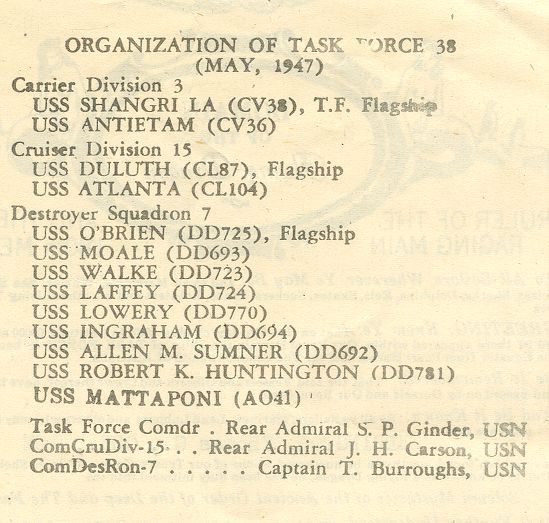 ORGANIZATION OF TASK FORCE 38
(MAY, 1947)
Carrier Division 3
USS SHANGRI LA (CV38), T.F. Flagship
USS ANTIETAM (CV36)
Cruiser Division 15
USS DULUTH (CL87), Flagship
USS ATLANTA (CL104)
Destroyer Squadron 7
USS O'BRIEN (DD725), Flagship
USS MOALE (DD693)
USS WALKE (DD723)
USS LAFFEY (DD724)
USS LOWERY (DD770)
USS INGRAHAM (DD694)
USS ALLEN M. SUMNER (DD692)
USS ROBERT K. HUNTINGTON (DD781)
USS MATTAPONI (AO41)
Task Force Comdr . Rear Admiral S. P. Ginder, USN
ComCruDiv-15 . . . Rear Admiral J. H. Carson, USN
ComDesRon-7 . . . . . . Captain T. Burroughs, USN